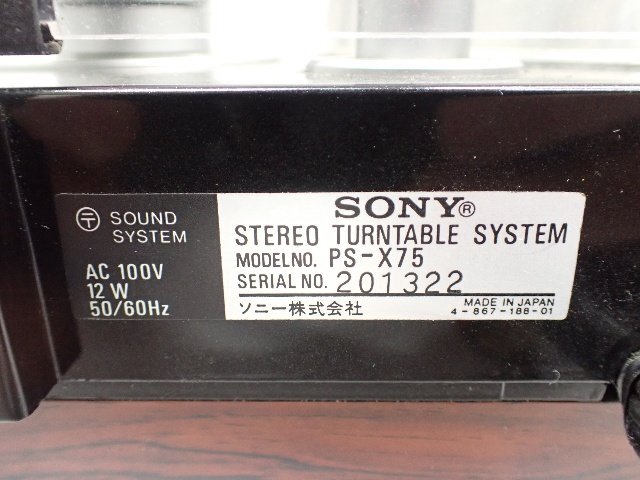 〒 SOUND
SYSTEM
AC 100V
12 W
50/60Hz
SONY®
STEREO TURNTABLE SYSTEM
MODEL NO. PS-X75
SERIAL NO. 201322
ソニー株式会社
MADE IN JAPAN
4-867-188-01